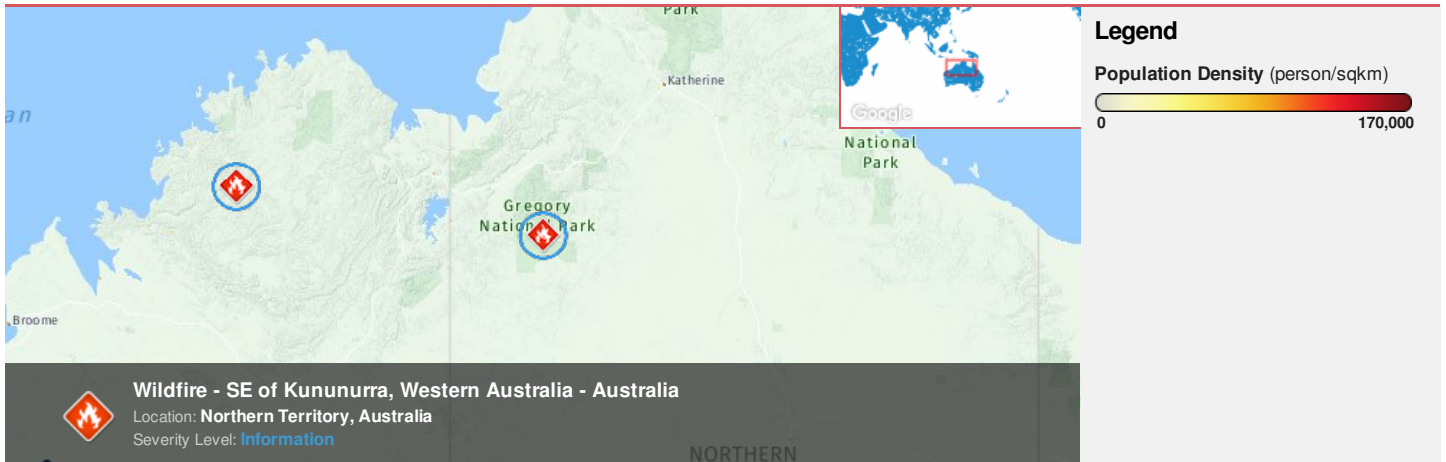 Park
Katherine
an
Google
National
Park
Gregory
National Park
Broome
Wildfire - SE of Kununurra, Western Australia - Australia
Location: Northern Territory, Australia
Severity Level: Information
NORTHERN
Legend
Population Density (person/sqkm)
0 170,000